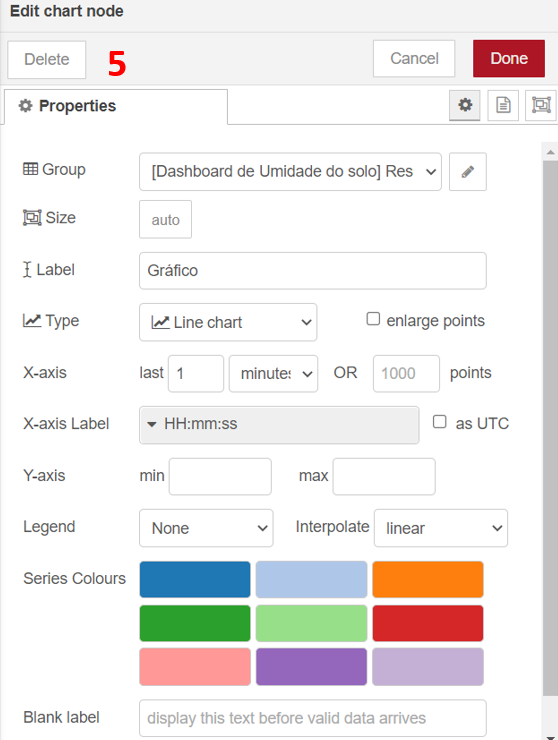 Edit chart node
Delete
5
Cancel
Done
Properties
Group
[Dashboard de Umidade do solo] Res
Size
auto
Label
Gráfico
Type
Line chart
enlarge points
X-axis
last
1
minutes
OR
1000
points
X-axis Label
HH:mm:ss
as UTC
Y-axis
min
max
Legend
None
Interpolate
linear
Series Colours
Blank label
display this text before valid data arrives